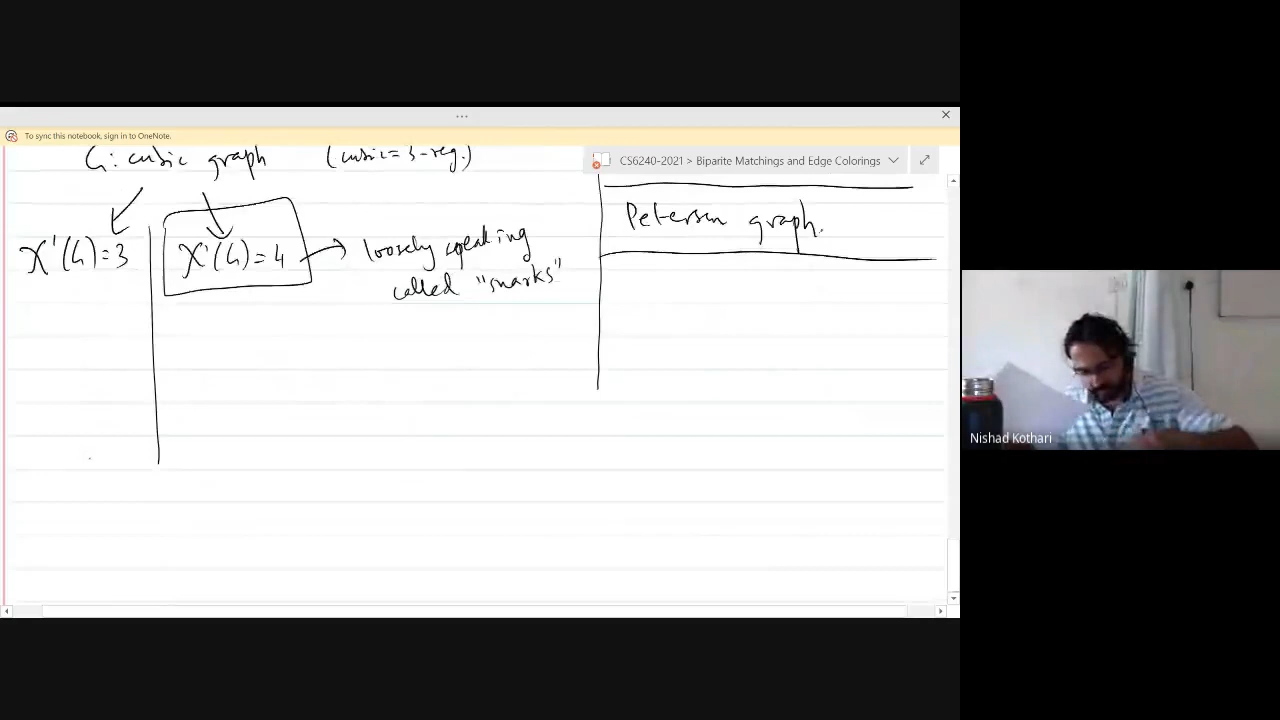 To sync this notebook, sign in to OneNote.
CS6240-2021 > Biparite Matchings and Edge Colorings
G: cubic graph (cubic = 3-reg.)
χ'(G)=3
χ'(G)=4 → loosely speaking
called "snarks"
Petersen graph.
Nishad Kothari